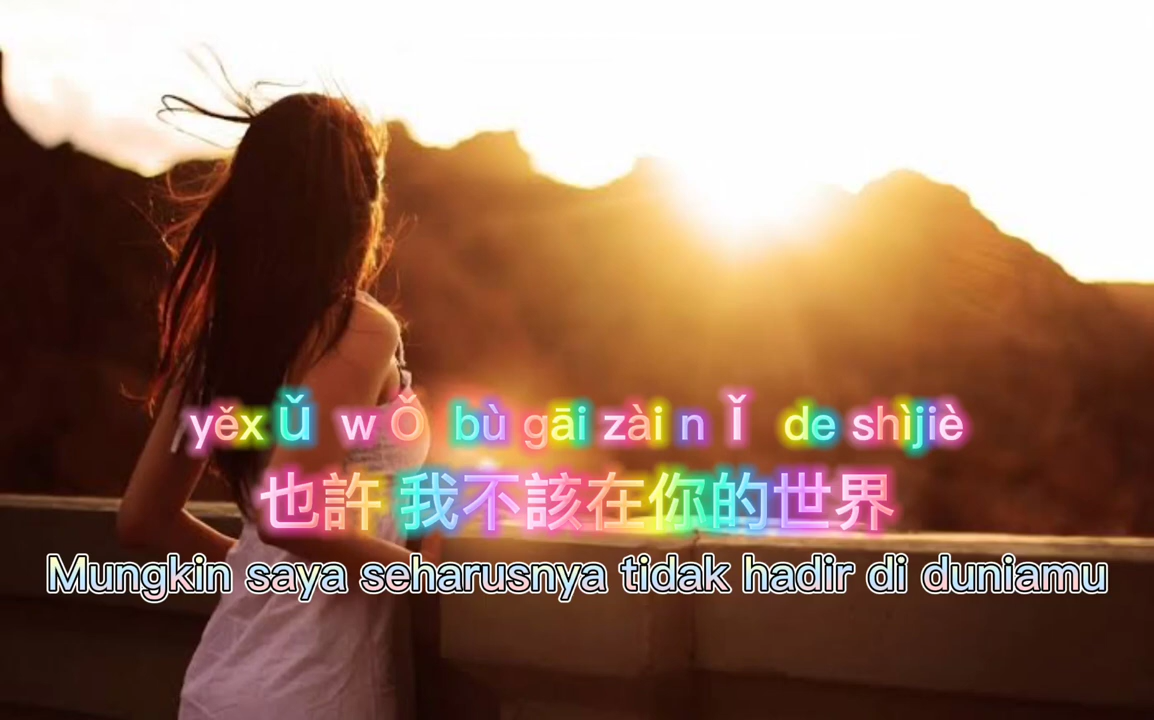 yěxǓ wǑ bù gāi zài nǏ de shìjiè
也許 我不該在你的世界
Mungkin saya seharusnya tidak hadir di duniamu